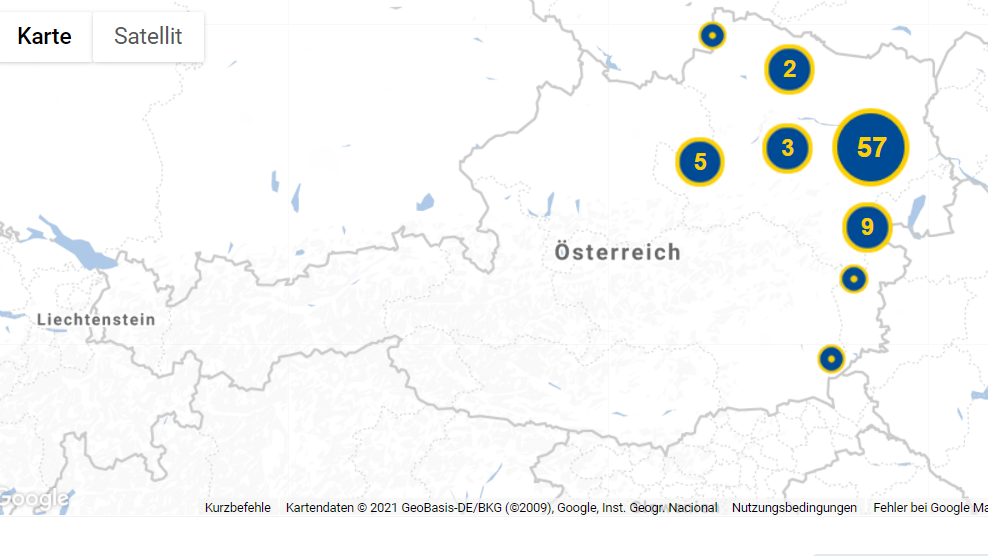 Karte
Satellit
2
57
3
5
9
Österreich
Liechtenstein
Google
Kurzbefehle
Kartendaten © 2021 GeoBasis-DE/BKG (©2009), Google, Inst. Geogr. Nacional
Nutzungsbedingungen
Fehler bei Google Ma